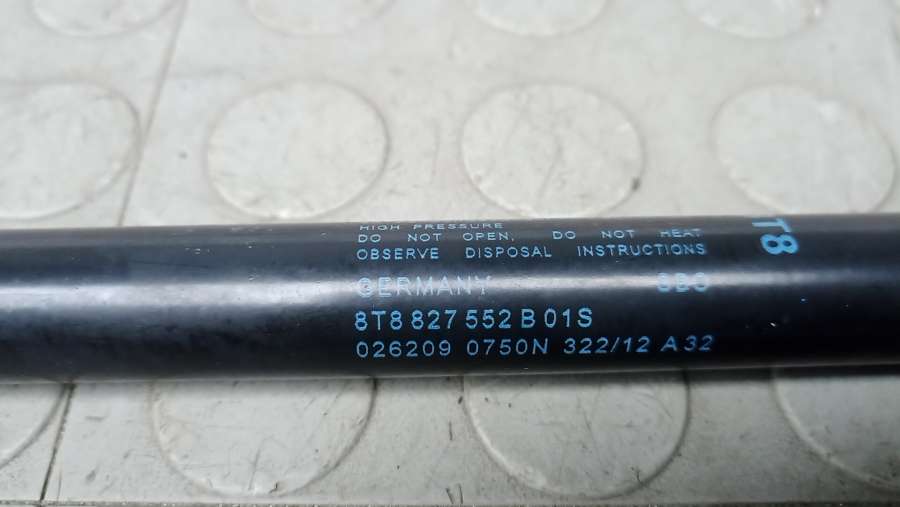 HIGH PRESSURE
DO NOT OPEN, DO NOT HEAT
OBSERVE DISPOSAL INSTRUCTIONS
GERMANY
8T8 827 552 B 01S
026209 0750N 322/12 A 32
T8